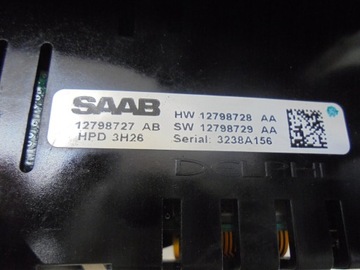 SAAB
12798727 AB
HPD 3H26
HW 12798728 AA
SW 12798729 AA
Serial: 3238A156
DELPHI